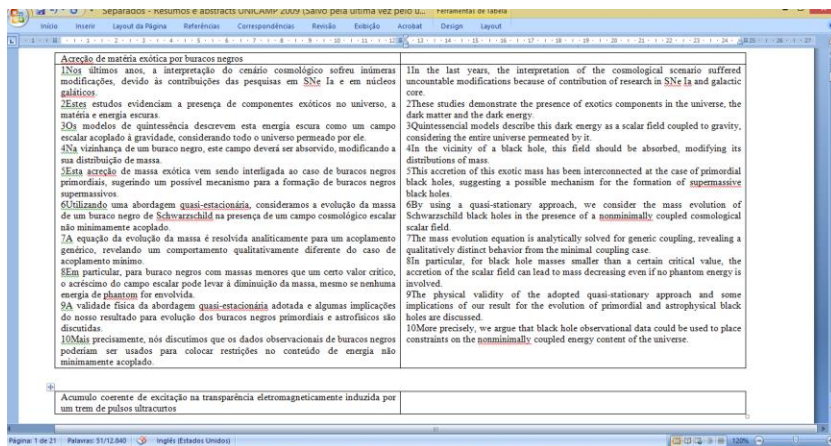 Separados - Resumos e abstracts UNICAMP 2009 (Salvo pela última vez pelo u...
Ferramentas de Tabela
Início Inserir Layout da Página Referências Correspondências Revisão Exibição Acrobat Design Layout
Acreção de matéria exótica por buracos negros
1Nos últimos anos, a interpretação do cenário cosmológico sofreu inúmeras
modificações, devido às contribuições das pesquisas em SNe Ia e em núcleos
galáticos.
2Estes estudos evidenciam a presença de componentes exóticos no universo, a
matéria e energia escuras.
3Os modelos de quintessência descrevem esta energia escura como um campo
escalar acoplado à gravidade, considerando todo o universo permeado por ele.
4Na vizinhança de um buraco negro, este campo deverá ser absorvido, modificando a
sua distribuição de massa.
5Esta acreção de massa exótica vem sendo interligada ao caso de buracos negros
primordiais, sugerindo um possível mecanismo para a formação de buracos negros
supermassivos.
6Utilizando uma abordagem quasi-estacionária, consideramos a evolução da massa
de um buraco negro de Schwarzschild na presença de um campo cosmológico escalar
não minimamente acoplado.
7A equação da evolução da massa é resolvida analiticamente para um acoplamento
genérico, revelando um comportamento qualitativamente diferente do caso de
acoplamento mínimo.
8Em particular, para buraco negros com massas menores que um certo valor crítico,
o acréscimo do campo escalar pode levar à diminuição da massa, mesmo se nenhuma
energia de phantom for envolvida.
9A validade física da abordagem quasi-estacionária adotada e algumas implicações
do nosso resultado para evolução dos buracos negros primordiais e astrofísicos são
discutidas.
10Mais precisamente, nós discutimos que os dados observacionais de buracos negros
poderiam ser usados para colocar restrições no conteúdo de energia não
minimamente acoplado.
1In the last years, the interpretation of the cosmological scenario suffered
uncountable modifications because of contribution of research in SNe Ia and galactic
core.
2These studies demonstrate the presence of exotics components in the universe, the
dark matter and the dark energy.
3Quintessencial models describe this dark energy as a scalar field coupled to gravity,
considering the entire universe permeated by it.
4In the vicinity of a black hole, this field should be absorbed, modifying its
distributions of mass.
5This accretion of this exotic mass has been interconnected at the case of primordial
black holes, suggesting a possible mechanism for the formation of supermassive
black holes.
6By using a quasi-stationary approach, we consider the mass evolution of
Schwarzschild black holes in the presence of a nonminimally coupled cosmological
scalar field.
7The mass evolution equation is analytically solved for generic coupling, revealing a
qualitatively distinct behavior from the minimal coupling case.
8In particular, for black hole masses smaller than a certain critical value, the
accretion of the scalar field can lead to mass decreasing even if no phantom energy is
involved.
9The physical validity of the adopted quasi-stationary approach and some
implications of our result for the evolution of primordial and astrophysical black
holes are discussed.
10More precisely, we argue that black hole observational data could be used to place
constraints on the nonminimally coupled energy content of the universe.
Acumulo coerente de excitação na transparência eletromagneticamente induzida por
um trem de pulsos ultracurtos
Página: 1 de 21 Palavras: 51/12.840 Inglês (Estados Unidos) 120%